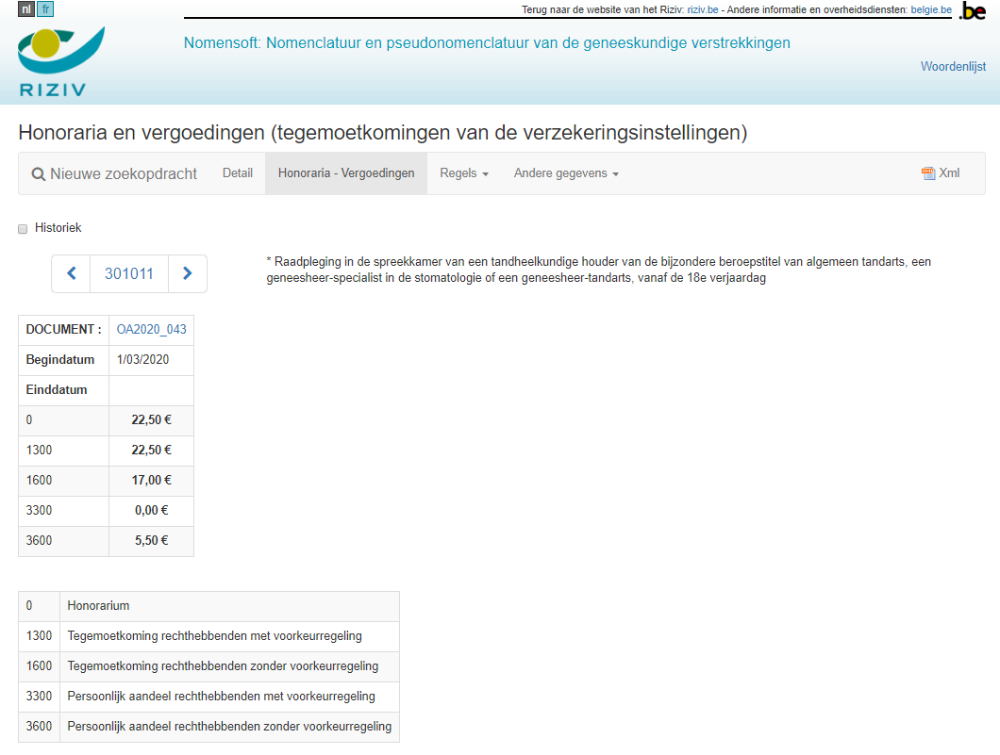 nl fr
Terug naar de website van het Riziv: riziv.be - Andere informatie en overheidsdiensten: belgie.be
.be
Nomensoft: Nomenclatuur en pseudonomenclatuur van de geneeskundige verstrekkingen
Woordenlijst
RIZIV
Honoraria en vergoedingen (tegemoetkomingen van de verzekeringsinstellingen)
Nieuwe zoekopdracht Detail Honoraria - Vergoedingen Regels Andere gegevens Xml
Historiek
301011
* Raadpleging in de spreekkamer van een tandheelkundige houder van de bijzondere beroepstitel van algemeen tandarts, een
geneesheer-specialist in de stomatologie of een geneesheer-tandarts, vanaf de 18e verjaardag
DOCUMENT : OA2020_043
Begindatum 1/03/2020
Einddatum
0 22,50 €
1300 22,50 €
1600 17,00 €
3300 0,00 €
3600 5,50 €
0 Honorarium
1300 Tegemoetkoming rechthebbenden met voorkeurregeling
1600 Tegemoetkoming rechthebbenden zonder voorkeurregeling
3300 Persoonlijk aandeel rechthebbenden met voorkeurregeling
3600 Persoonlijk aandeel rechthebbenden zonder voorkeurregeling